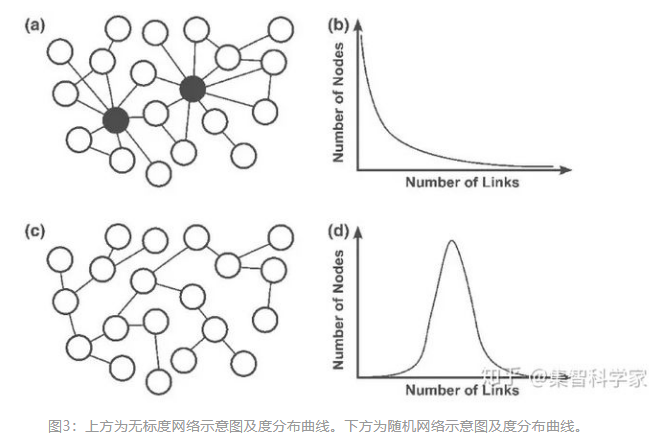 (a)
(b)
Number of Nodes
Number of Links
(c)
(d)
Number of Nodes
Number of Links
知乎 @集智科学家
图3：上方为无标度网络示意图及度分布曲线。下方为随机网络示意图及度分布曲线。